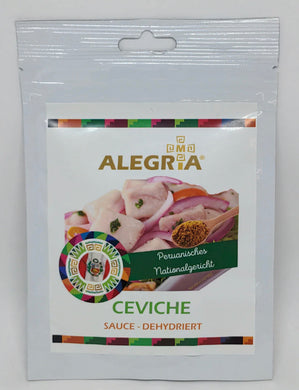 ALEGRIA®
Peruanisches
Nationalgericht
CEVICHE
SAUCE - DEHYDRIERT